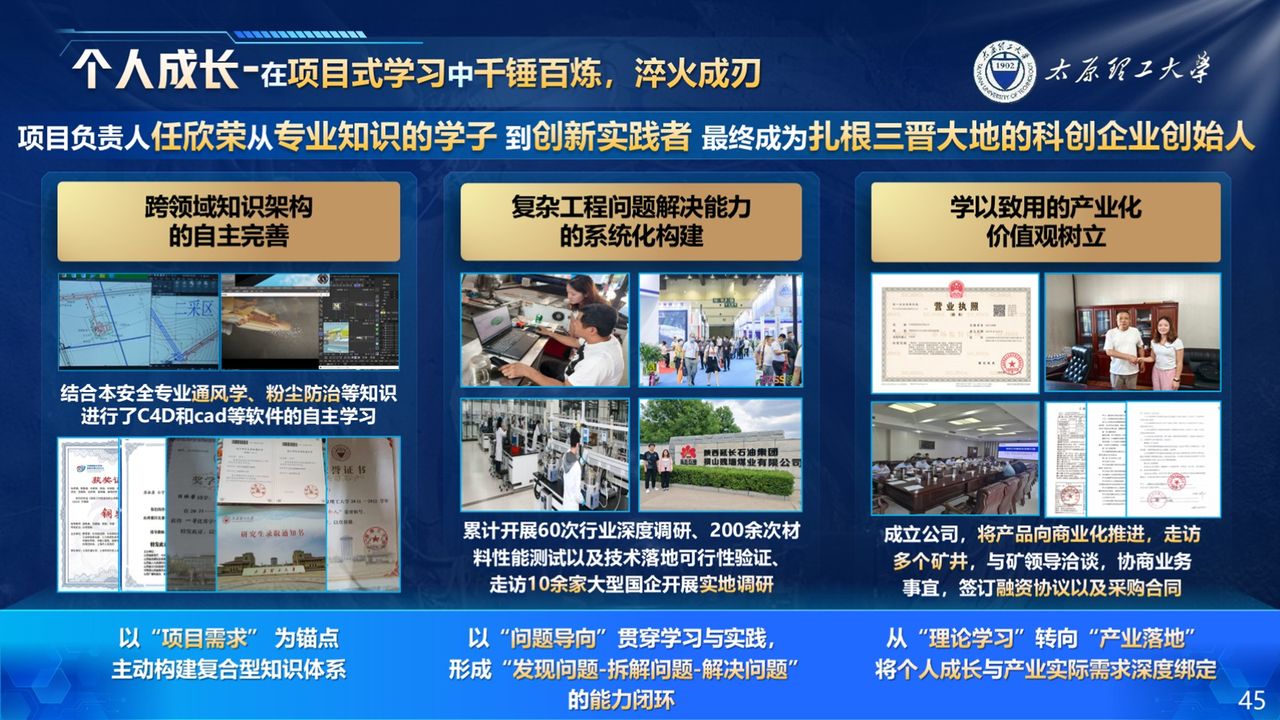 个人成长-在项目式学习中千锤百炼，淬火成刃
1902
太原理工大学
项目负责人任欣荣从专业知识的学子 到创新实践者 最终成为扎根三晋大地的科创企业创始人
跨领域知识架构
的自主完善
二采区
结合本安全专业通风学、粉尘防治等知识
进行了C4D和cad等软件的自主学习
研究生录取通知书
复杂工程问题解决能力
的系统化构建
累计开展60次行业深度调研、200余次材
料性能测试以及技术落地可行性验证、
走访10余家大型国企开展实地调研
学以致用的产业化
价值观树立
营业执照
成立公司，将产品向商业化推进，走访
多个矿井，与矿领导洽谈，协商业务
事宜，签订融资协议以及采购合同
以“项目需求” 为锚点
主动构建复合型知识体系
以“问题导向”贯穿学习与实践，
形成“发现问题-拆解问题-解决问题”
的能力闭环
从“理论学习”转向“产业落地”
将个人成长与产业实际需求深度绑定
45